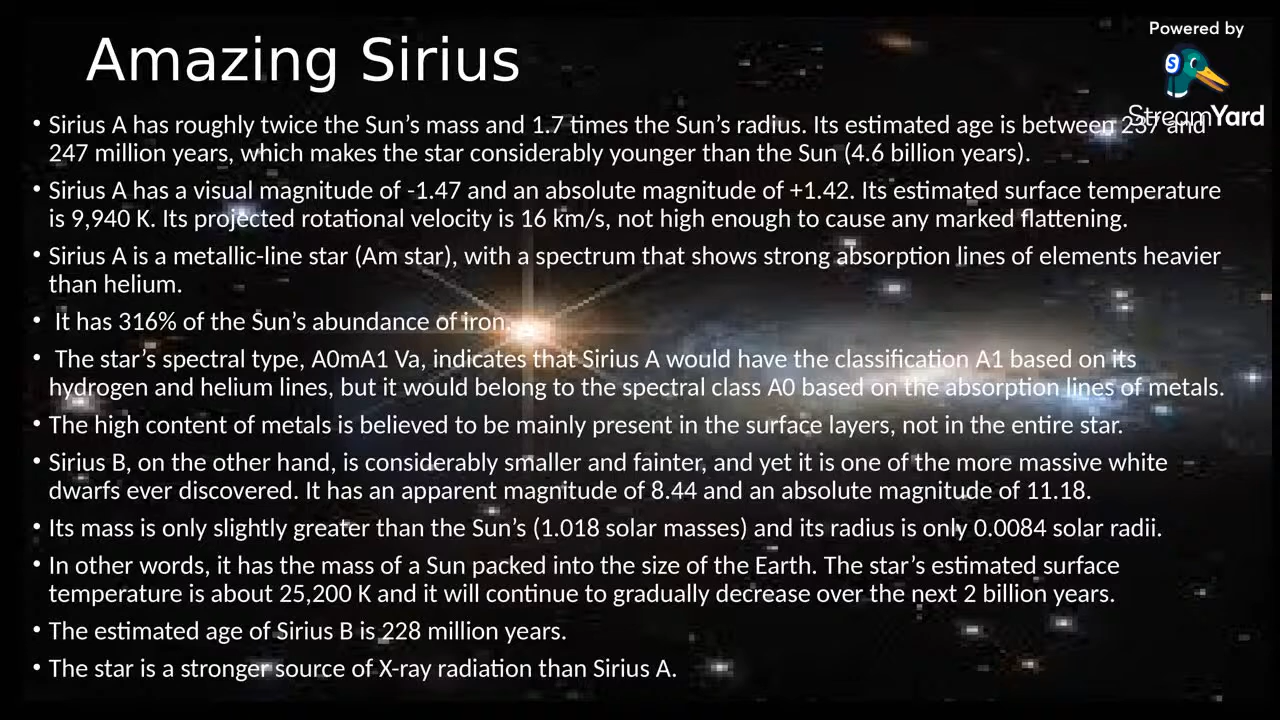 Powered by
StreamYard
Amazing Sirius
• Sirius A has roughly twice the Sun’s mass and 1.7 times the Sun’s radius. Its estimated age is between 237 and
247 million years, which makes the star considerably younger than the Sun (4.6 billion years).
• Sirius A has a visual magnitude of -1.47 and an absolute magnitude of +1.42. Its estimated surface temperature
is 9,940 K. Its projected rotational velocity is 16 km/s, not high enough to cause any marked flattening.
• Sirius A is a metallic-line star (Am star), with a spectrum that shows strong absorption lines of elements heavier
than helium.
• It has 316% of the Sun’s abundance of iron.
• The star’s spectral type, A0mA1 Va, indicates that Sirius A would have the classification A1 based on its
hydrogen and helium lines, but it would belong to the spectral class A0 based on the absorption lines of metals.
• The high content of metals is believed to be mainly present in the surface layers, not in the entire star.
• Sirius B, on the other hand, is considerably smaller and fainter, and yet it is one of the more massive white
dwarfs ever discovered. It has an apparent magnitude of 8.44 and an absolute magnitude of 11.18.
• Its mass is only slightly greater than the Sun’s (1.018 solar masses) and its radius is only 0.0084 solar radii.
• In other words, it has the mass of a Sun packed into the size of the Earth. The star’s estimated surface
temperature is about 25,200 K and it will continue to gradually decrease over the next 2 billion years.
• The estimated age of Sirius B is 228 million years.
• The star is a stronger source of X-ray radiation than Sirius A.